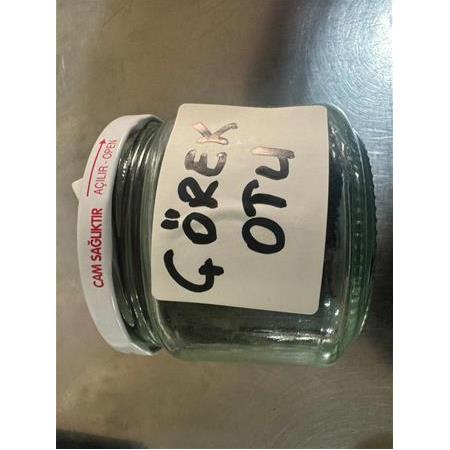 ÇÖREK
OTU
CAM SAĞLIKTIR
AÇILIR - OPEN